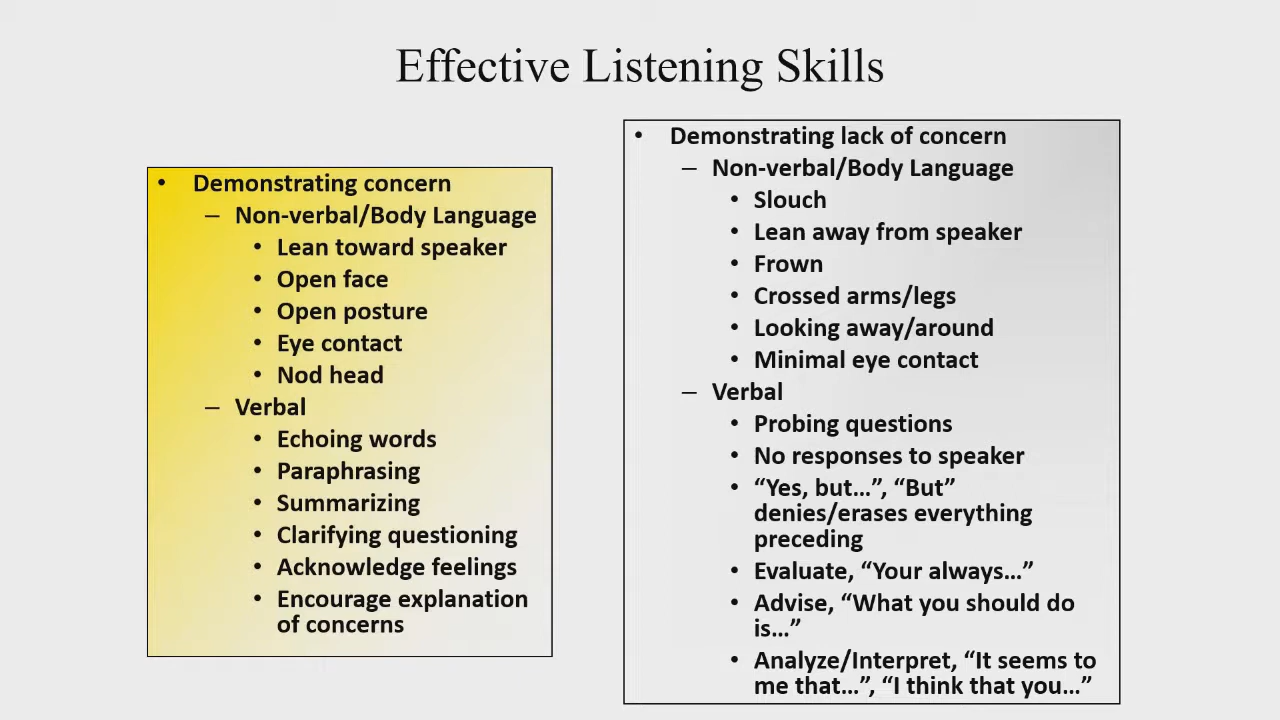 Effective Listening Skills
• Demonstrating concern
– Non-verbal/Body Language
• Lean toward speaker
• Open face
• Open posture
• Eye contact
• Nod head
– Verbal
• Echoing words
• Paraphrasing
• Summarizing
• Clarifying questioning
• Acknowledge feelings
• Encourage explanation
of concerns
• Demonstrating lack of concern
– Non-verbal/Body Language
• Slouch
• Lean away from speaker
• Frown
• Crossed arms/legs
• Looking away/around
• Minimal eye contact
– Verbal
• Probing questions
• No responses to speaker
• “Yes, but…”, “But”
denies/erases everything
preceding
• Evaluate, “Your always…”
• Advise, “What you should do
is…”
• Analyze/Interpret, “It seems to
me that…”, “I think that you…”